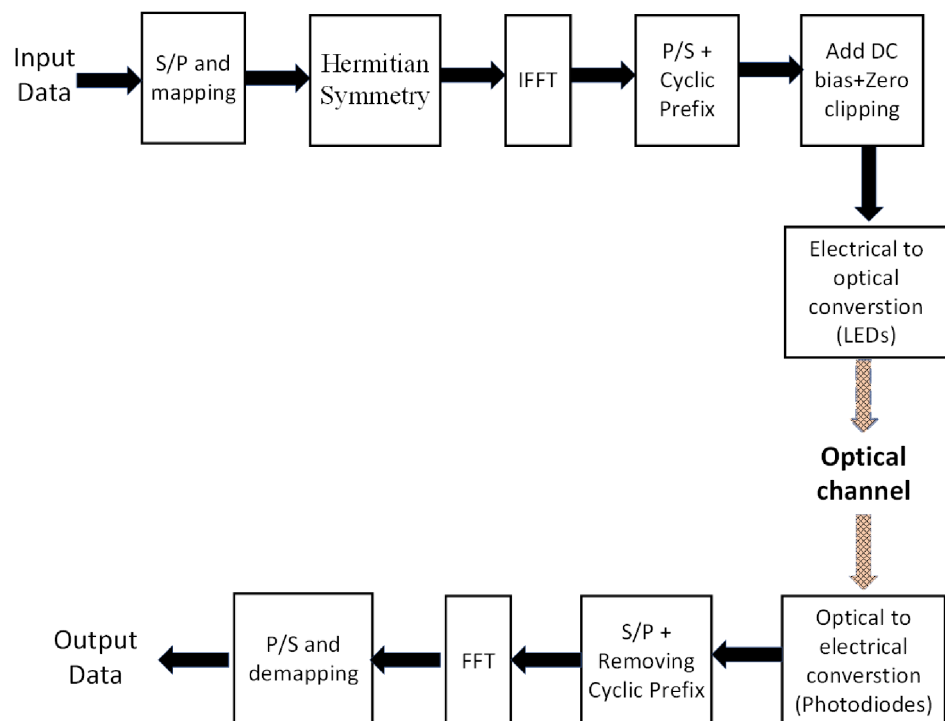 Input
Data
S/P and
mapping
Hermitian
Symmetry
IFFT
P/S +
Cyclic
Prefix
Add DC
bias+Zero
clipping
Electrical to
optical
converstion
(LEDs)
Optical
channel
Optical to
electrical
converstion
(Photodiodes)
S/P +
Removing
Cyclic Prefix
FFT
P/S and
demapping
Output
Data